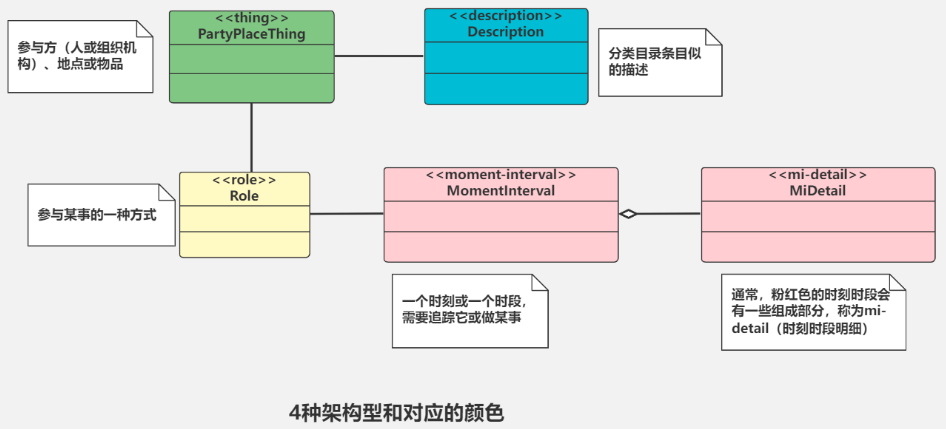 <<thing>>
PartyPlaceThing
<<description>>
Description
参与方（人或组织机
构）、地点或物品
分类目录条目似
的描述
<<role>>
Role
<<moment-interval>>
MomentInterval
<<mi-detail>>
MiDetail
参与某事的一种方式
一个时刻或一个时段，
需要追踪它或做某事
通常，粉红色的时刻时段会
有一些组成部分，称为mi-
detail（时刻时段明细）
4种架构型和对应的颜色